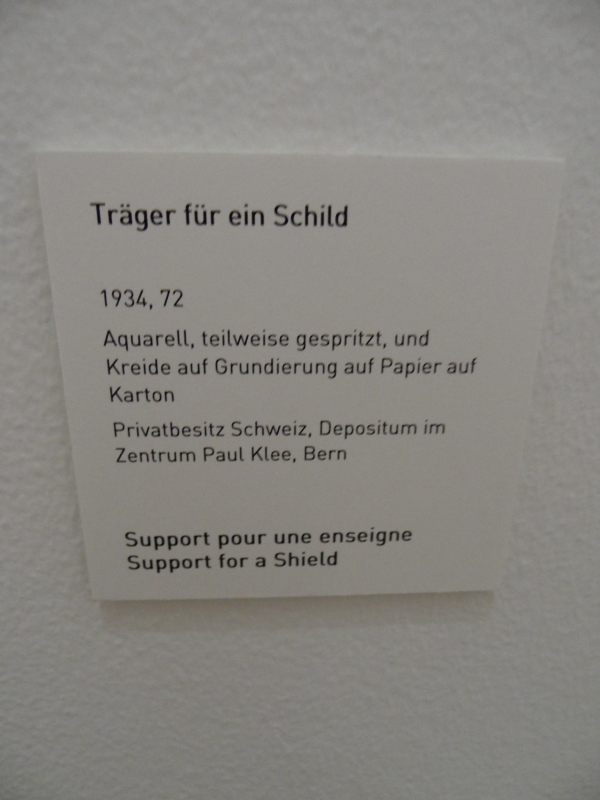 Träger für ein Schild
1934, 72
Aquarell, teilweise gespritzt, und
Kreide auf Grundierung auf Papier auf
Karton
Privatbesitz Schweiz, Depositum im
Zentrum Paul Klee, Bern
Support pour une enseigne
Support for a Shield